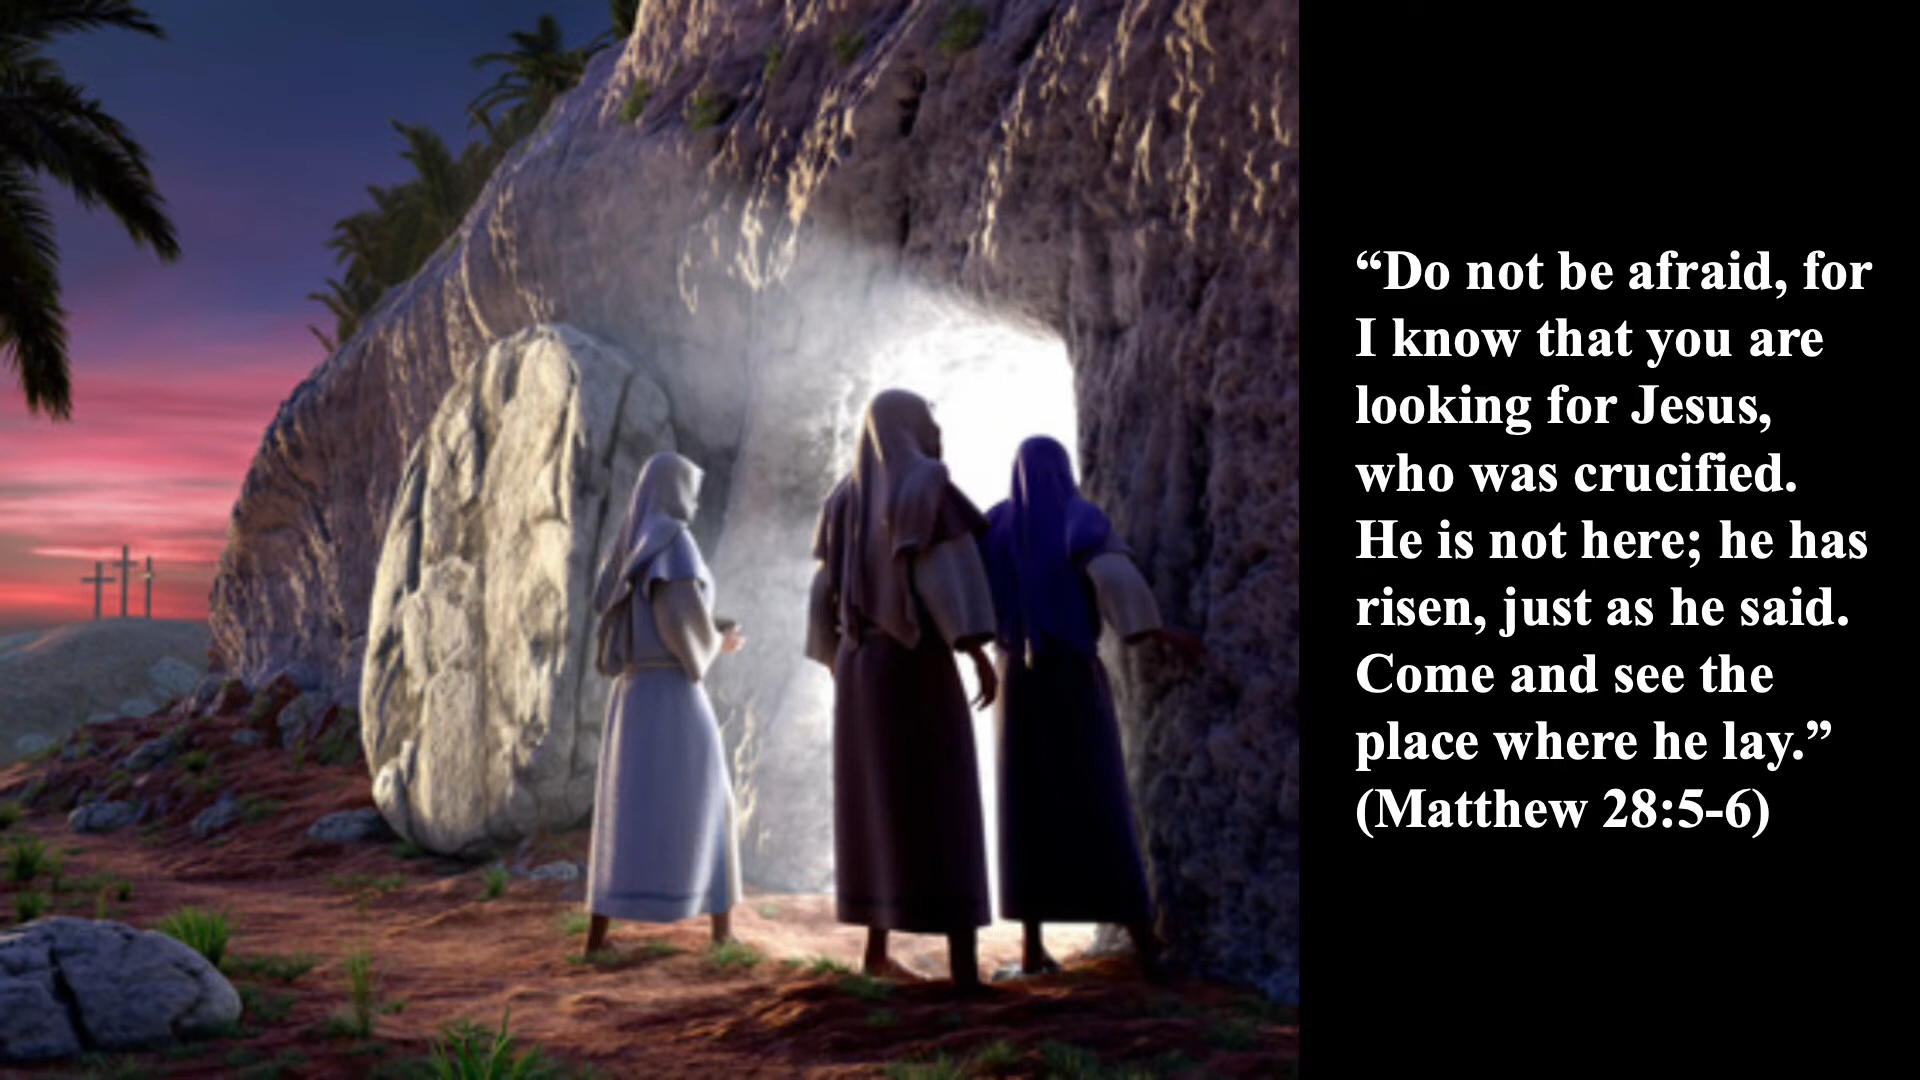 “Do not be afraid, for
I know that you are
looking for Jesus,
who was crucified.
He is not here; he has
risen, just as he said.
Come and see the
place where he lay.”
(Matthew 28:5-6)